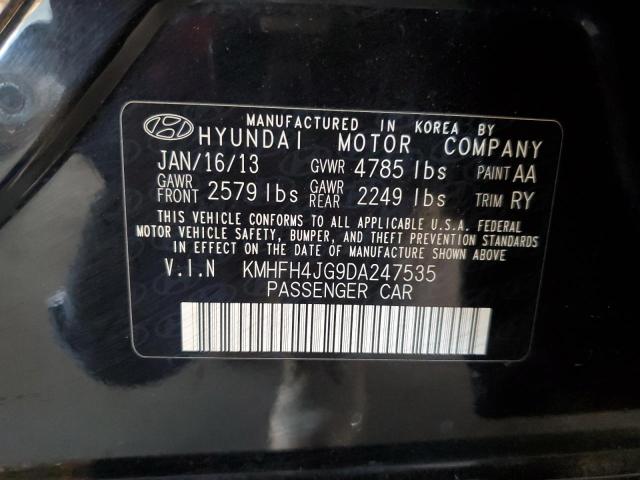 MANUFACTURED IN KOREA BY
HYUNDAI MOTOR COMPANY
JAN/16/13 GVWR 4785 lbs PAINT AA
GAWR FRONT 2579 lbs GAWR REAR 2249 lbs TRIM RY
THIS VEHICLE CONFORMS TO ALL APPLICABLE U.S.A. FEDERAL
MOTOR VEHICLE SAFETY, BUMPER, AND THEFT PREVENTION STANDARDS
IN EFFECT ON THE DATE OF MANUFACTURE SHOWN ABOVE.
V.I.N KMHFH4JG9DA247535
PASSENGER CAR